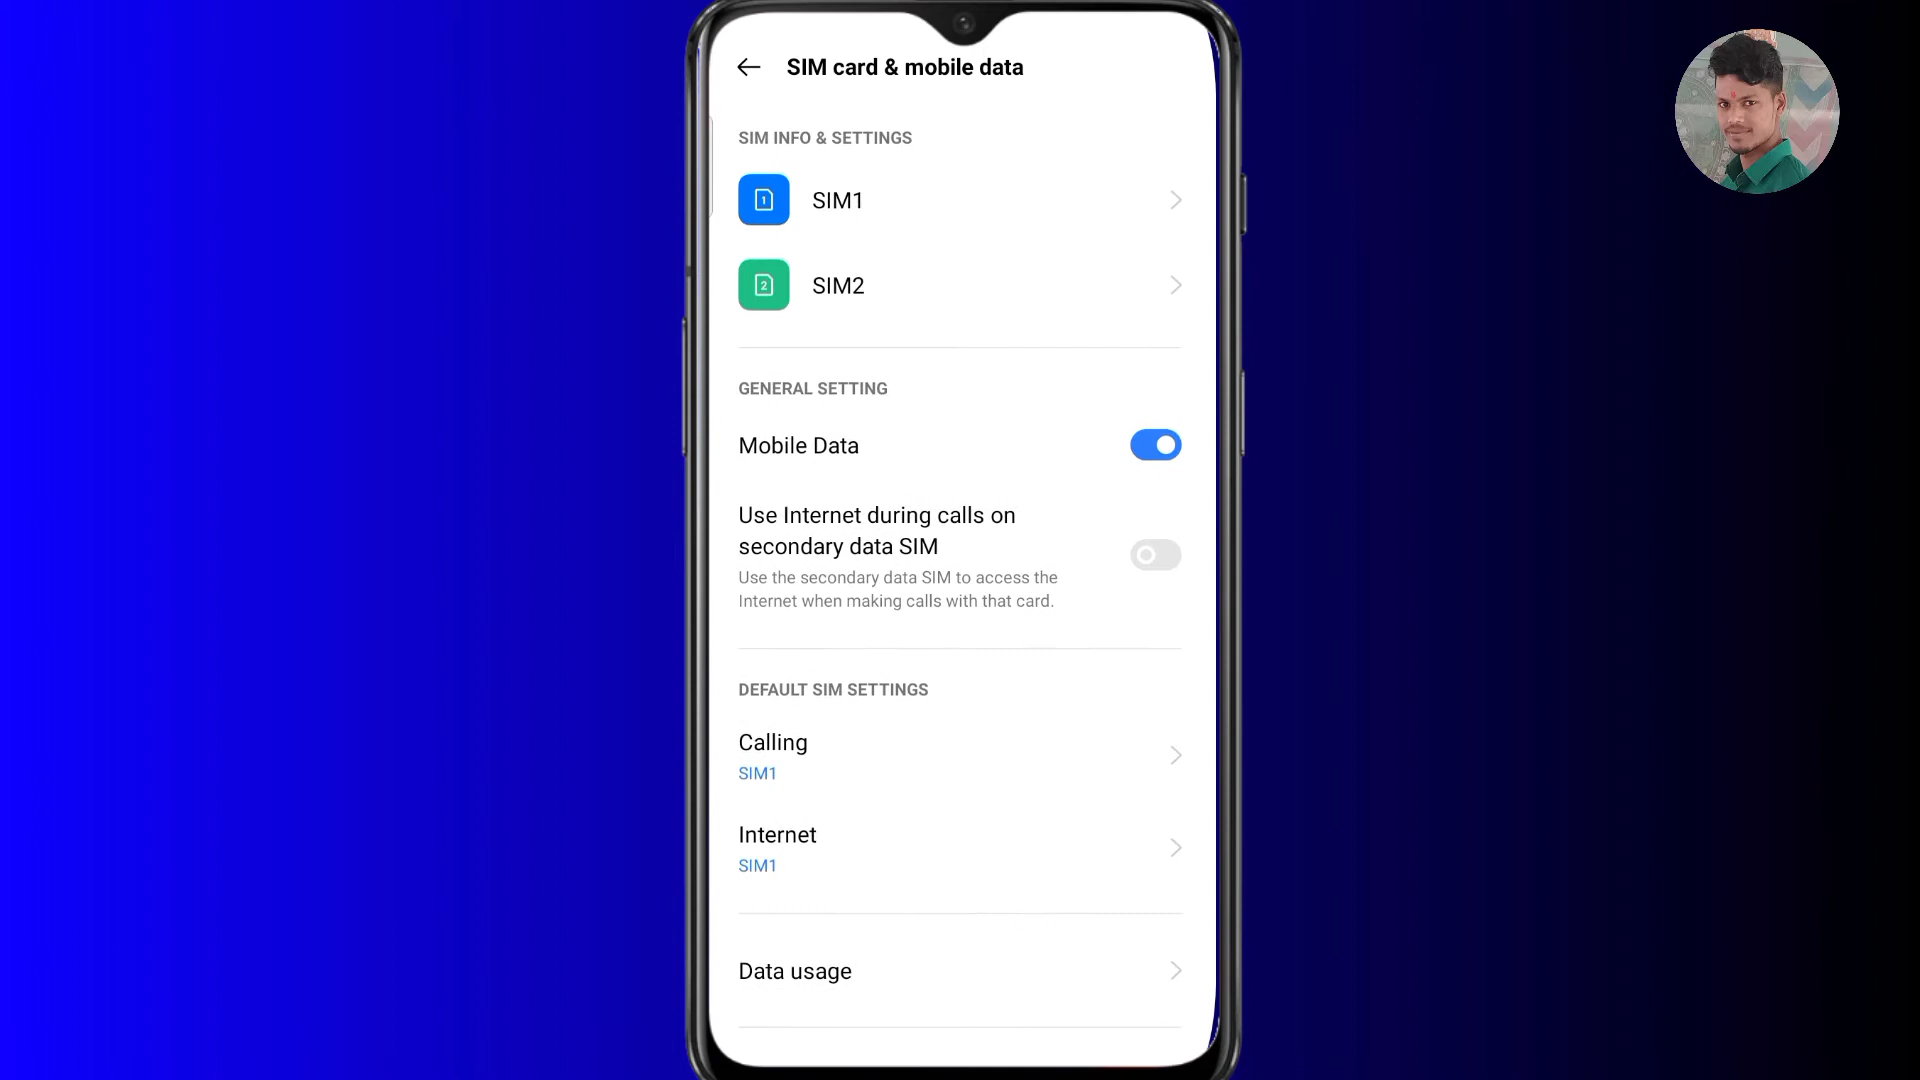 SIM card & mobile data
SIM INFO & SETTINGS
1
SIM1
2
SIM2
GENERAL SETTING
Mobile Data
Use Internet during calls on
secondary data SIM
Use the secondary data SIM to access the
Internet when making calls with that card.
DEFAULT SIM SETTINGS
Calling
SIM1
Internet
SIM1
Data usage